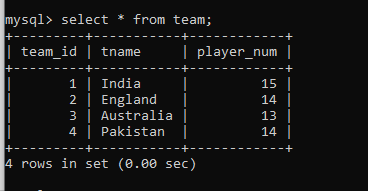 mysql> select * from team;
+---------+-----------+------------+
| team_id | tname     | player_num |
+---------+-----------+------------+
|       1 | India     |         15 |
|       2 | England   |         14 |
|       3 | Australia |         13 |
|       4 | Pakistan  |         14 |
+---------+-----------+------------+
4 rows in set (0.00 sec)